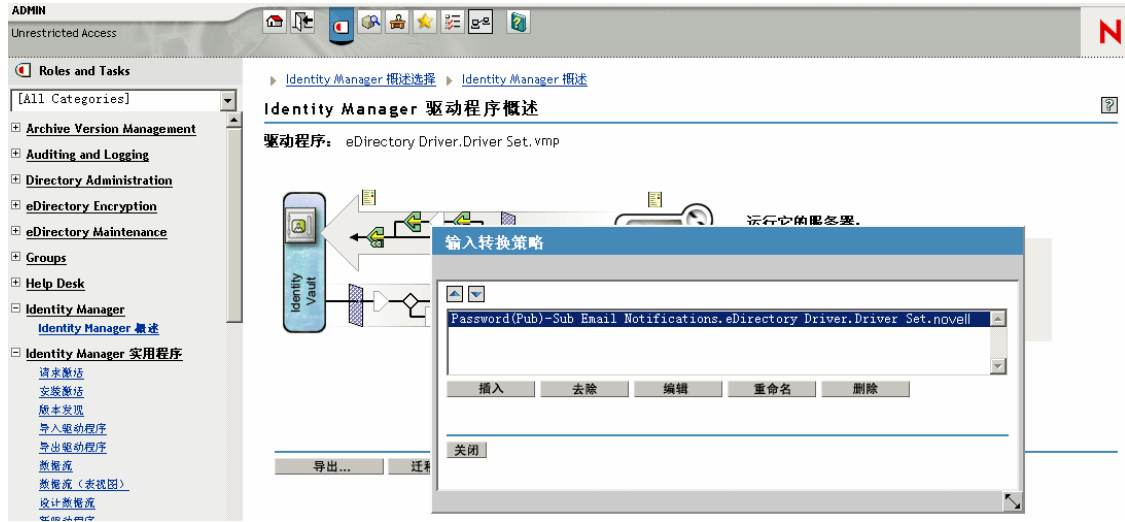 ADMIN
Unrestricted Access
N
Roles and Tasks
[All Categories]
Archive Version Management
Auditing and Logging
Directory Administration
eDirectory Encryption
eDirectory Maintenance
Groups
Help Desk
Identity Manager
Identity Manager 概述
Identity Manager 实用程序
请求激活
安装激活
版本发现
导入驱动程序
导出驱动程序
数据流
数据流（表视图）
设计数据流
新驱动程序
Identity Manager 概述选择 Identity Manager 概述
Identity Manager 驱动程序概述
驱动程序： eDirectory Driver.Driver Set.vmp
Identity Vault
运行它的服务器：
输入转换策略
Password(Pub)-Sub Email Notifications.eDirectory Driver.Driver Set.novell
插入 去除 编辑 重命名 删除
关闭
导出... 迁移